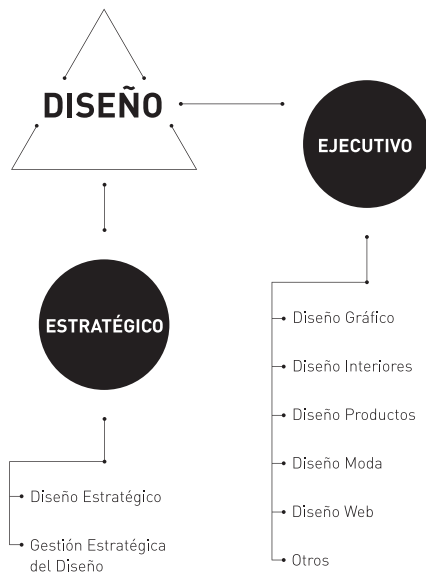 DISEÑO
EJECUTIVO
ESTRATÉGICO
Diseño Gráfico
Diseño Interiores
Diseño Productos
Diseño Moda
Diseño Web
Otros
Diseño Estratégico
Gestión Estratégica
del Diseño